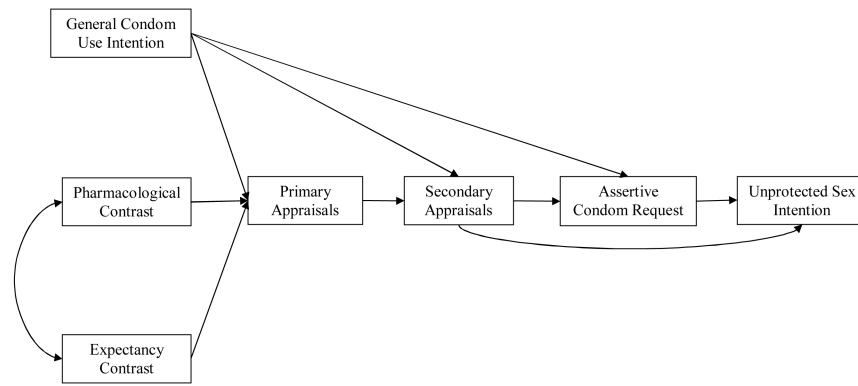 General Condom
Use Intention
Pharmacological
Contrast
Primary
Appraisals
Secondary
Appraisals
Assertive
Condom Request
Unprotected Sex
Intention
Expectancy
Contrast